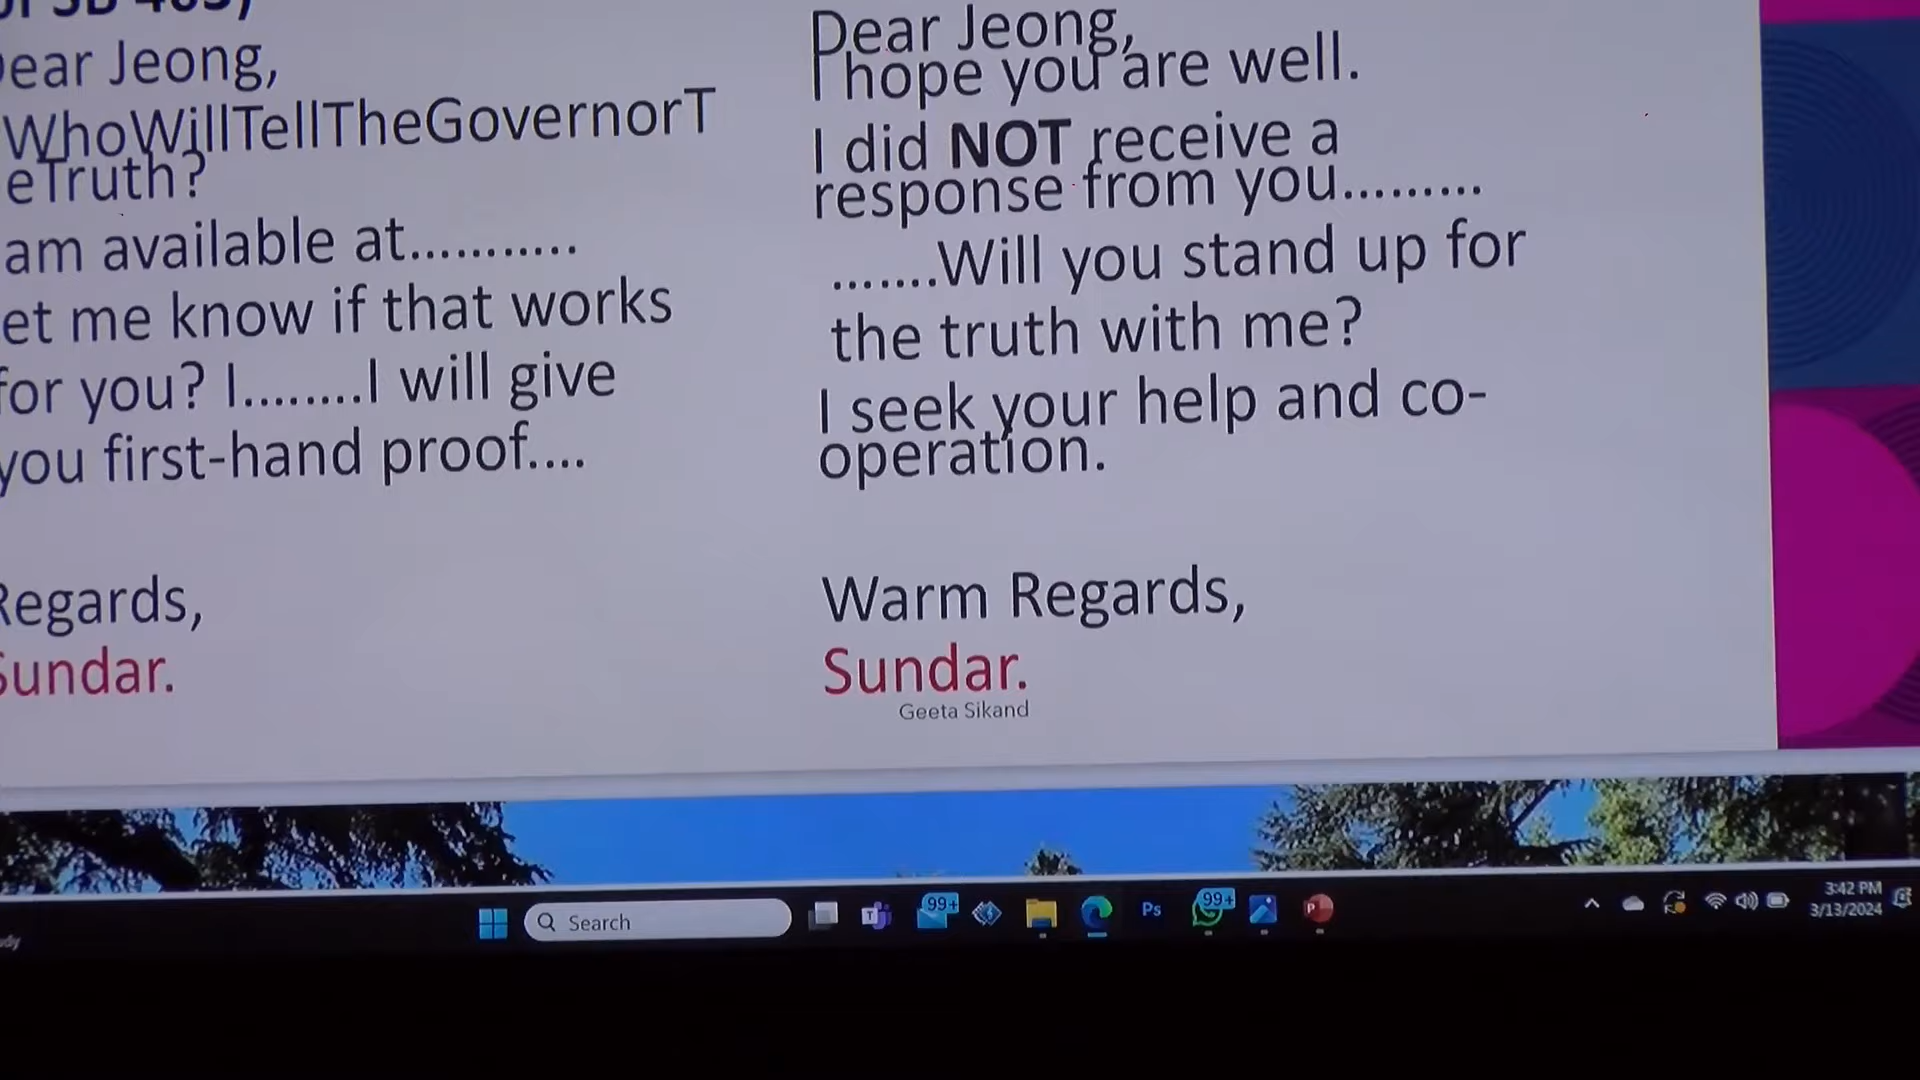 ear Jeong,
WhoWillTellTheGovernorT
eTruth?
am available at...........
et me know if that works
for you? I........I will give
you first-hand proof....
Regards,
Sundar.
Dear Jeong,
I hope you are well.
I did NOT receive a
response from you.........
.......Will you stand up for
the truth with me?
I seek your help and co-
operation.
Warm Regards,
Sundar.
Geeta Sikand
Search
99+
Ps
99+
3:42 PM
3/13/2024